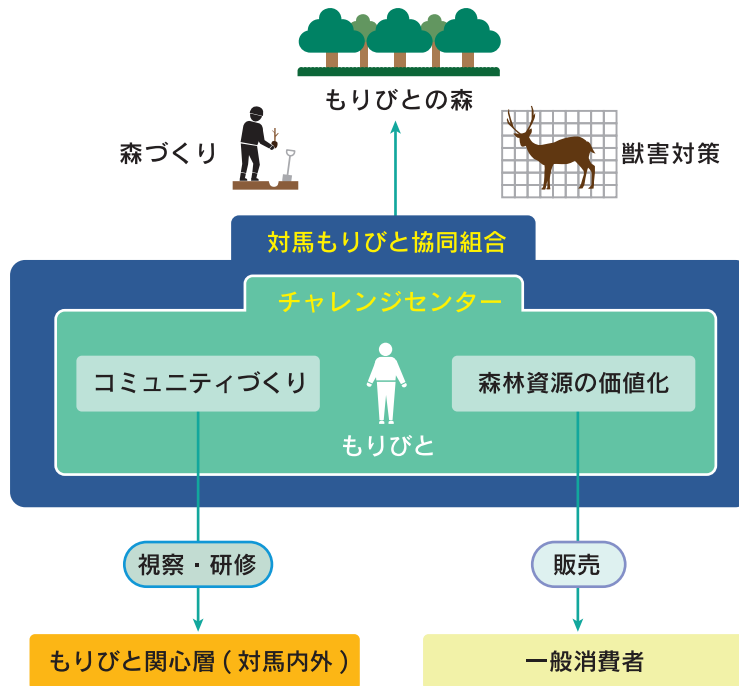 もりびとの森
森づくり
獣害対策
対馬もりびと協同組合
チャレンジセンター
コミュニティづくり
森林資源の価値化
もりびと
視察・研修
販売
もりびと関心層(対馬内外)
一般消費者